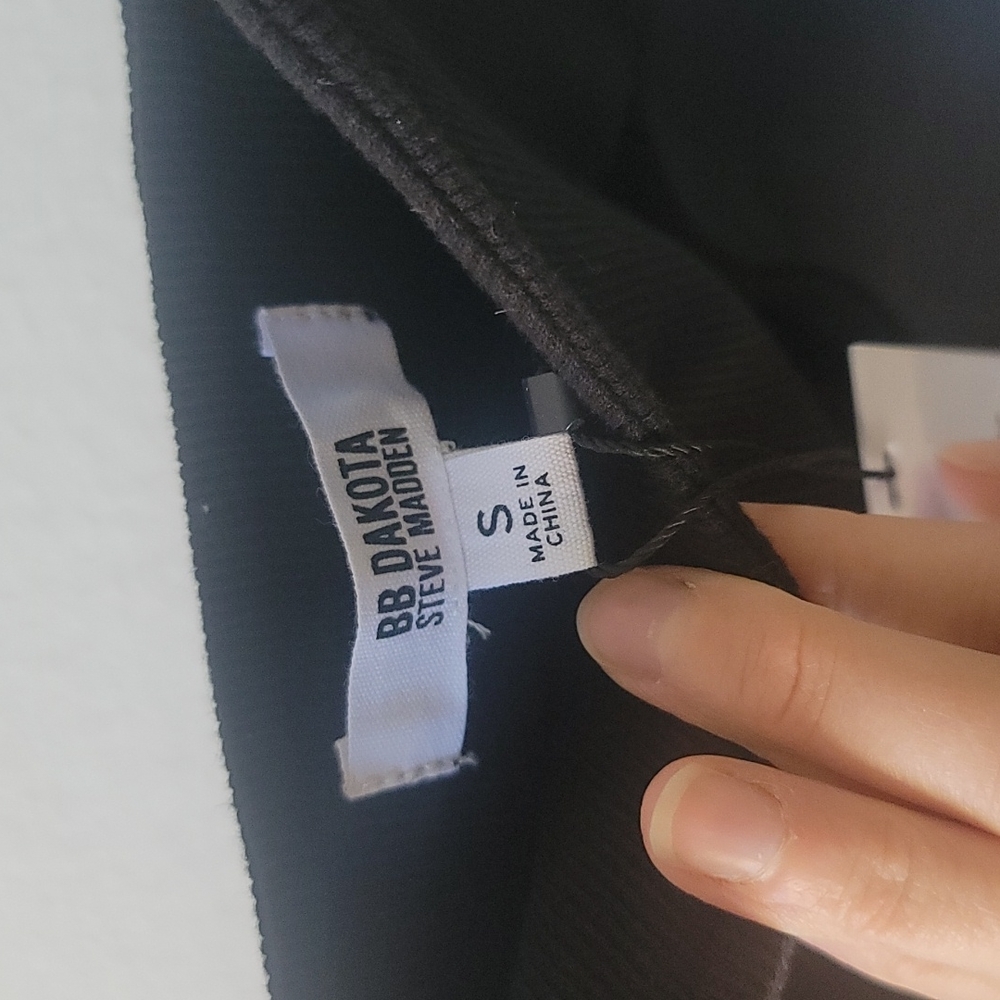 BB DAKOTA
STEVE MADDEN
S
MADE IN
CHINA